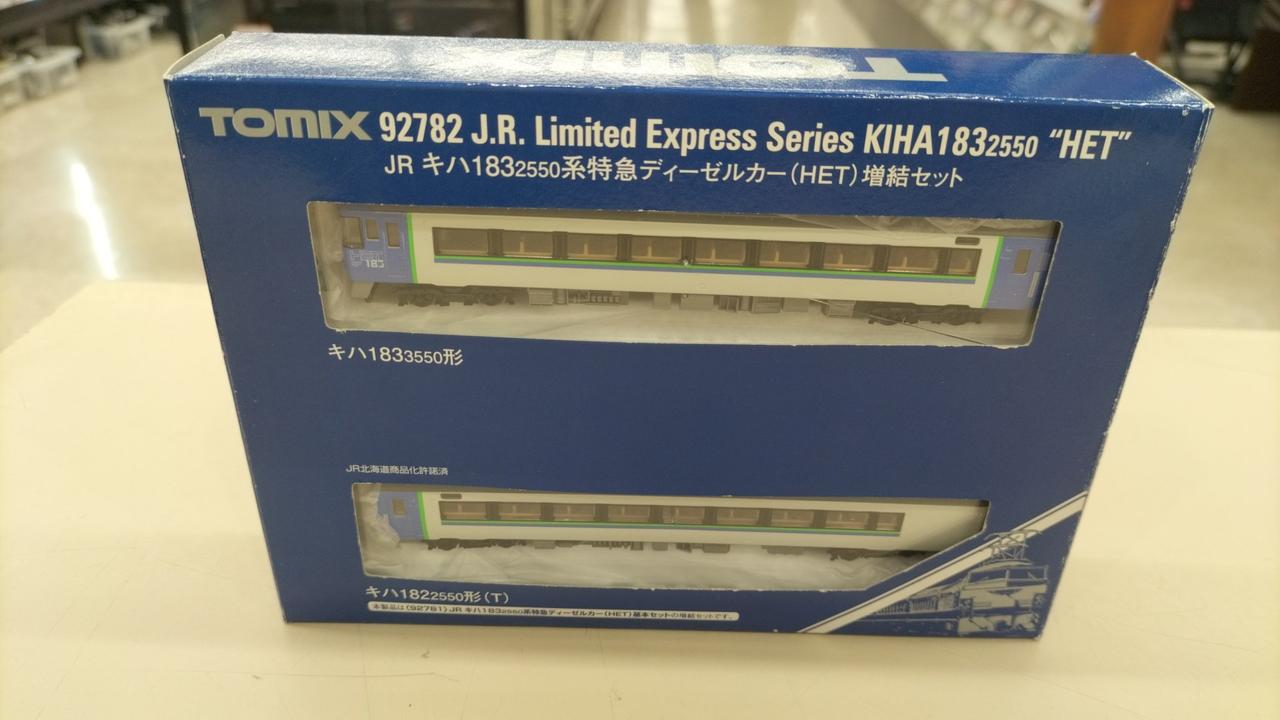 TOMIX
TOMIX 92782 J.R. Limited Express Series KIHA1832550 "HET"
JR キハ1832550系特急ディーゼルカー(HET)増結セット
183
キハ1833550形
JR北海道商品化許諾済
キハ1822550形(T)
本製品は(92781)JR キハ1832550系特急ディーゼルカー(HET)基本セットの増結セットです。